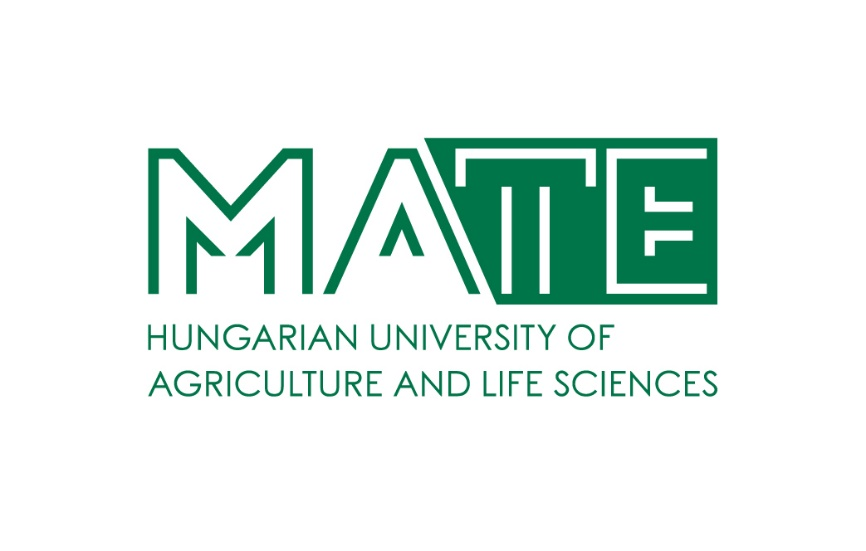 MATE
HUNGARIAN UNIVERSITY OF
AGRICULTURE AND LIFE SCIENCES